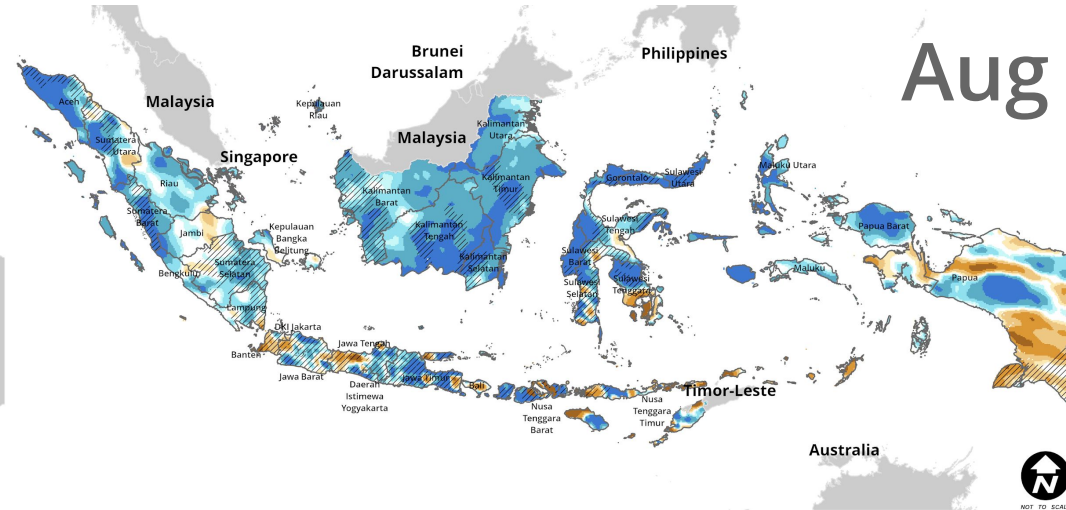 Aug
Brunei
Darussalam
Philippines
Malaysia
Kepulauan
Riau
Aceh
Malaysia
Kalimantan
Utara
Sumatera
Utara
Singapore
Maluku Utara
Riau
Kalimantan
Barat
Kalimantan
Timur
Gorontalo
Sulawesi
Utara
Sumatera
Barat
Jambi
Kepulauan
Bangka
Belitung
Kalimantan
Tengah
Sulawesi
Tengah
Papua Barat
Bengkulu
Sumatera
Selatan
Kalimantan
Selatan
Sulawesi
Barat
Sulawesi
Selatan
Sulawesi
Tenggara
Maluku
Papua
Lampung
DKI Jakarta
Banten
Jawa Tengah
Jawa Barat
Daerah
Istimewa
Yogyakarta
Jawa Timur
Bali
Nusa
Tenggara
Barat
Nusa
Tenggara
Timur
Timor-Leste
Australia
N
NOT TO SCAL